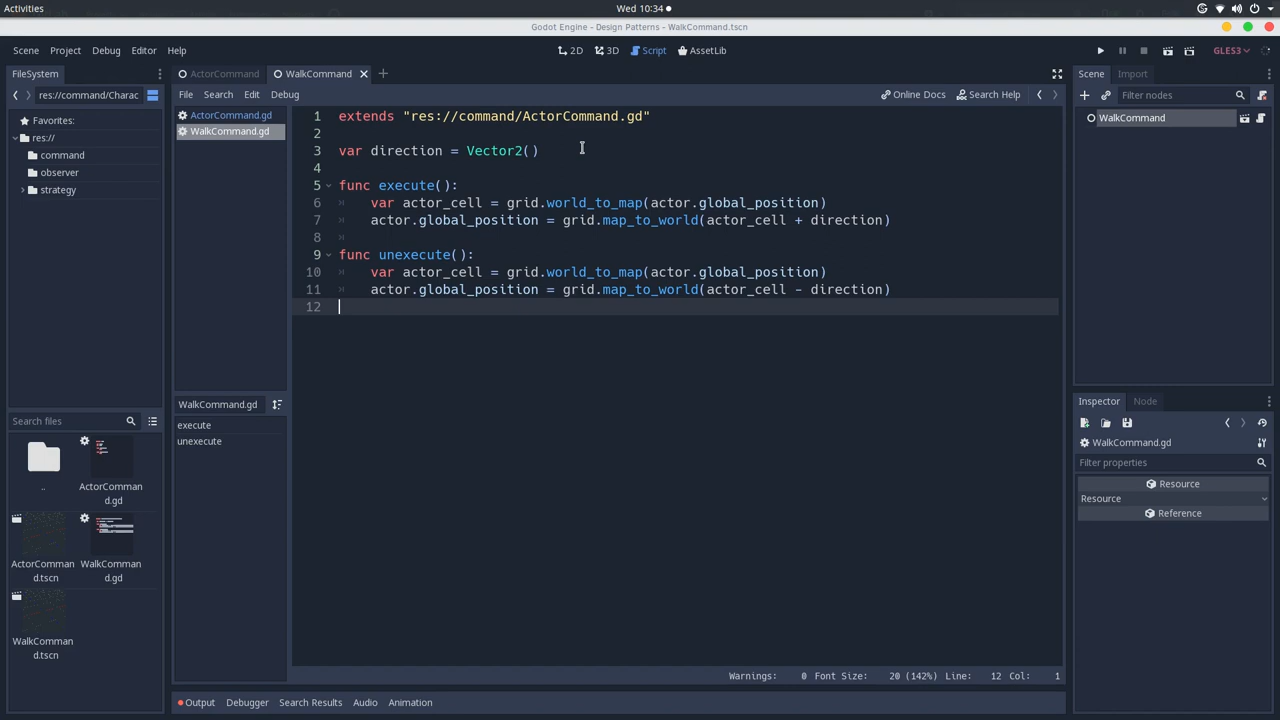 Activities
Wed 10:34
Godot Engine - Design Patterns - WalkCommand.tscn
Scene Project Debug Editor Help
2D 3D Script AssetLib
GLES3
FileSystem
res://command/Charac
Favorites:
res://
command
observer
strategy
Search files
..
ActorComman
d.gd
ActorComman
d.tscn
WalkComman
d.gd
WalkComman
d.tscn
ActorCommand WalkCommand
File Search Edit Debug
Online Docs Search Help
ActorCommand.gd
WalkCommand.gd
WalkCommand.gd
execute
unexecute
1 extends "res://command/ActorCommand.gd"
2
3 var direction = Vector2()
4
5 func execute():
6 var actor_cell = grid.world_to_map(actor.global_position)
7 actor.global_position = grid.map_to_world(actor_cell + direction)
8
9 func unexecute():
10 var actor_cell = grid.world_to_map(actor.global_position)
11 actor.global_position = grid.map_to_world(actor_cell - direction)
12
Warnings: 0 Font Size: 20 (142%) Line: 12 Col: 1
Output Debugger Search Results Audio Animation
Scene Import
Filter nodes
WalkCommand
Inspector Node
WalkCommand.gd
Filter properties
Resource
Resource
Reference